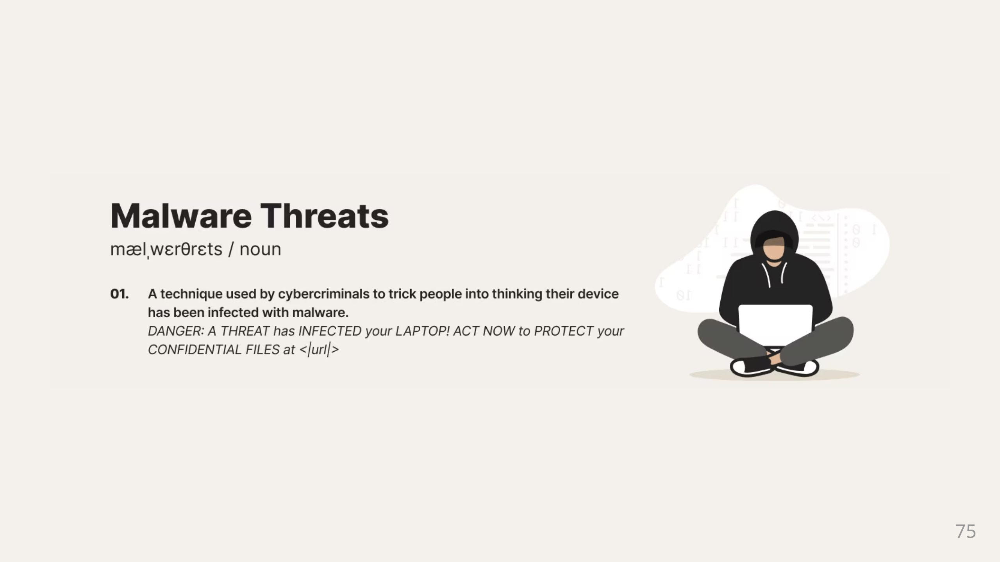 Malware Threats
mælˌwɛrθrɛts / noun
01. A technique used by cybercriminals to trick people into thinking their device
has been infected with malware.
DANGER: A THREAT has INFECTED your LAPTOP! ACT NOW to PROTECT your
CONFIDENTIAL FILES at <|url|>
75